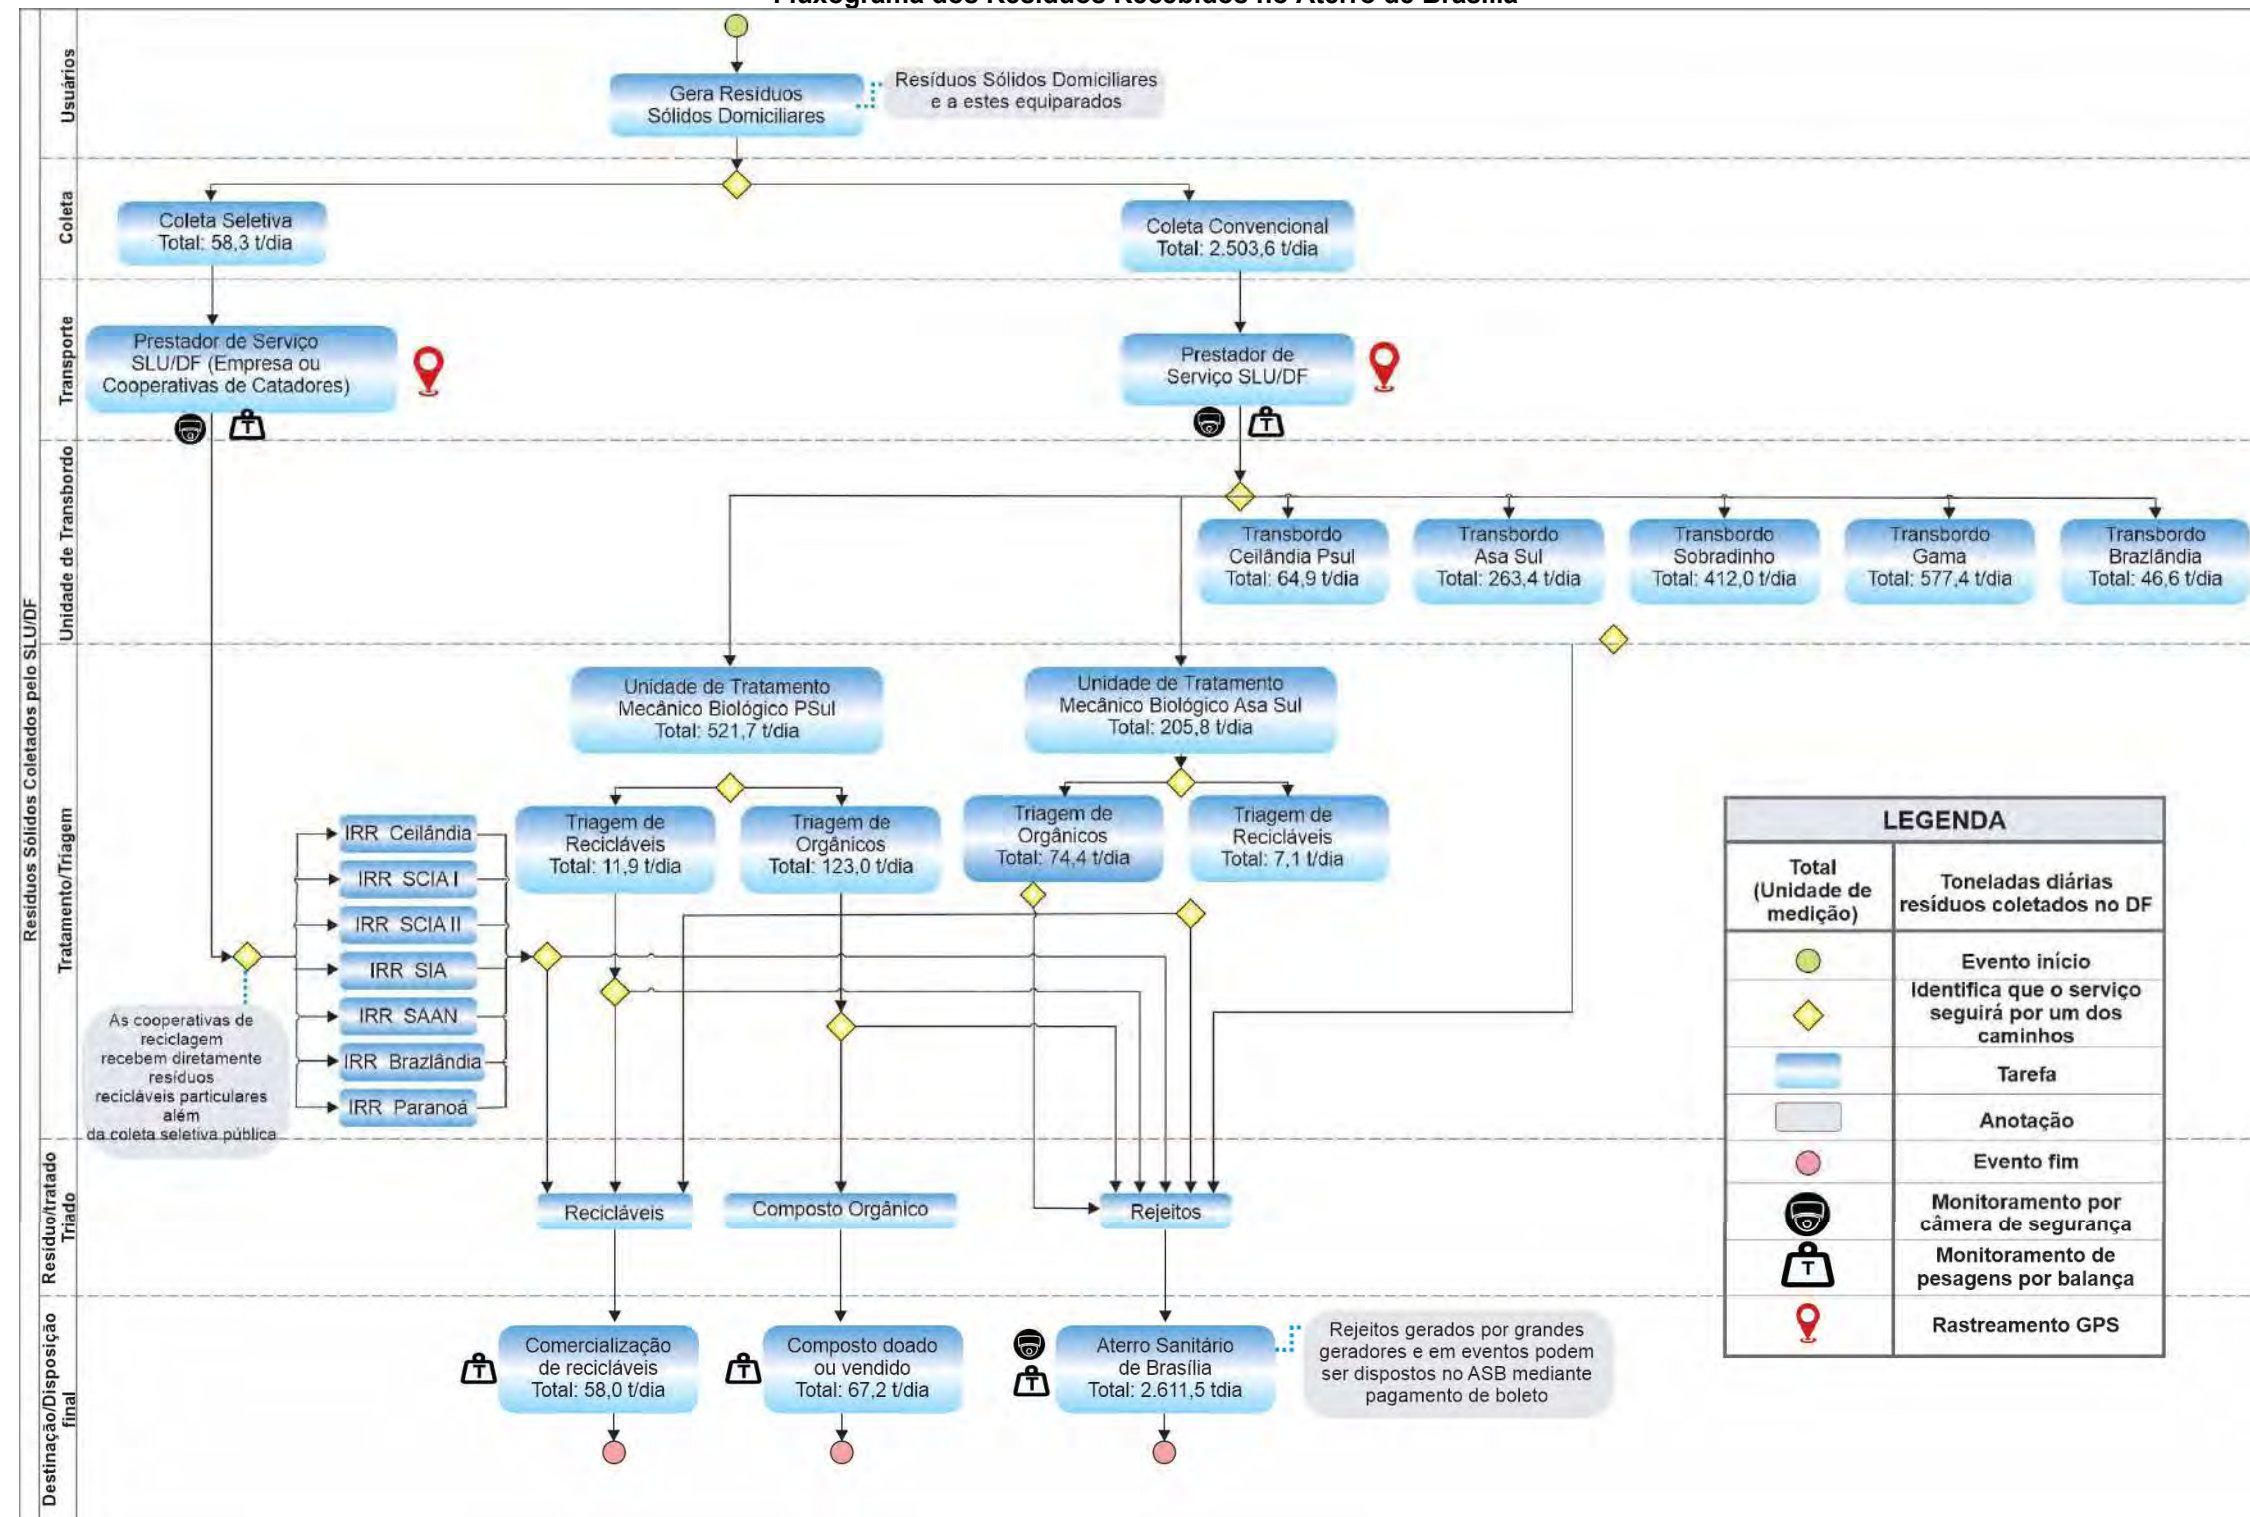 Fluxograma dos Resíduos Recebidos no Aterro de Brasília
Resíduos Sólidos Coletados pelo SLU/DF
Usuários
Gera Resíduos
Sólidos Domiciliares
Resíduos Sólidos Domiciliares
e a estes equiparados
Coleta
Coleta Seletiva
Total: 58,3 t/dia
Coleta Convencional
Total: 2.503,6 t/dia
Transporte
Prestador de Serviço
SLU/DF (Empresa ou
Cooperativas de Catadores)
Prestador de
Serviço SLU/DF
T
T
Unidade de Transbordo
Transbordo
Ceilândia Psul
Total: 64,9 t/dia
Transbordo
Asa Sul
Total: 263,4 t/dia
Transbordo
Sobradinho
Total: 412,0 t/dia
Transbordo
Gama
Total: 577,4 t/dia
Transbordo
Brazlândia
Total: 46,6 t/dia
Tratamento/Triagem
Unidade de Tratamento
Mecânico Biológico PSul
Total: 521,7 t/dia
Unidade de Tratamento
Mecânico Biológico Asa Sul
Total: 205,8 t/dia
Triagem de
Recicláveis
Total: 11,9 t/dia
Triagem de
Orgânicos
Total: 123,0 t/dia
Triagem de
Orgânicos
Total: 74,4 t/dia
Triagem de
Recicláveis
Total: 7,1 t/dia
IRR Ceilândia
IRR SCIA I
IRR SCIA II
IRR SIA
IRR SAAN
IRR Brazlândia
IRR Paranoá
As cooperativas de
reciclagem
recebem diretamente
resíduos
recicláveis particulares
além
da coleta seletiva pública
Resíduo/tratado
Triado
Recicláveis
Composto Orgânico
Rejeitos
Destinação/Disposição
final
T
Comercialização
de recicláveis
Total: 58,0 t/dia
T
Composto doado
ou vendido
Total: 67,2 t/dia
T
Aterro Sanitário
de Brasília
Total: 2.611,5 tdia
Rejeitos gerados por grandes
geradores e em eventos podem
ser dispostos no ASB mediante
pagamento de boleto
LEGENDA
Total
(Unidade de
medição)
Toneladas diárias
resíduos coletados no DF
Evento início
Identifica que o serviço
seguirá por um dos
caminhos
Tarefa
Anotação
Evento fim
Monitoramento por
câmera de segurança
T
Monitoramento de
pesagens por balança
Rastreamento GPS